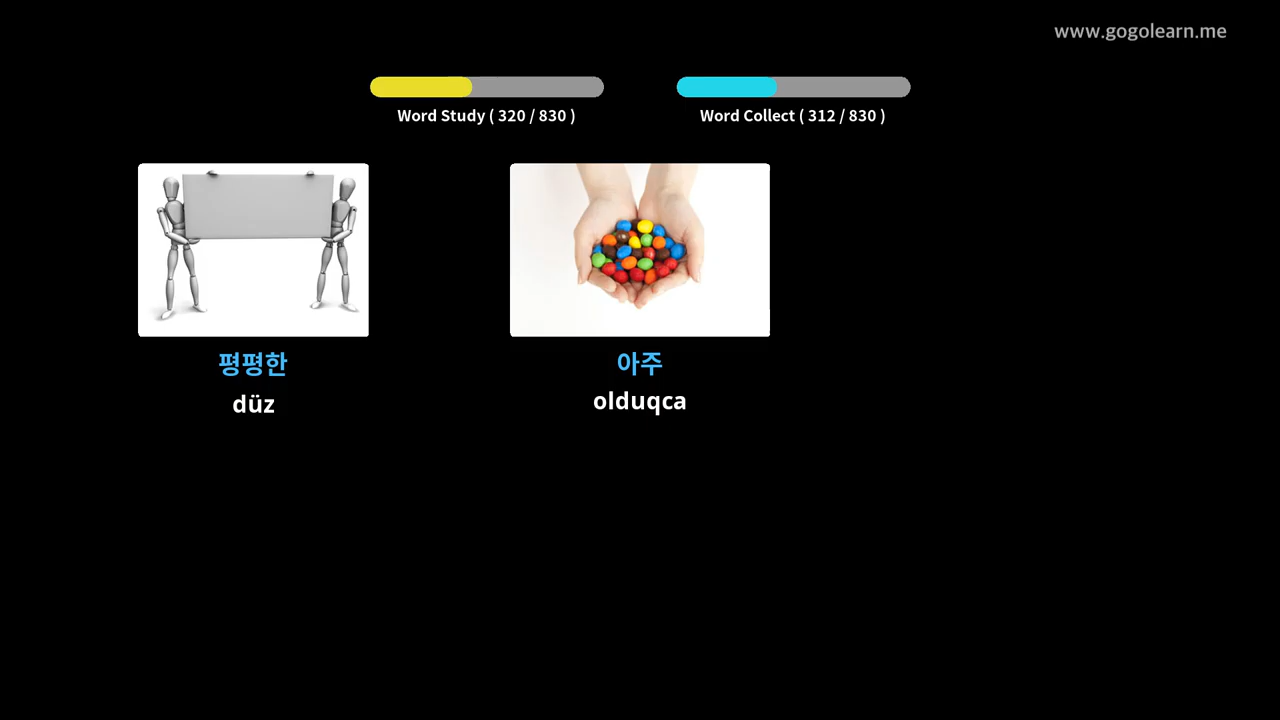 www.gogolearn.me
Word Study ( 320 / 830 )
Word Collect ( 312 / 830 )
평평한
düz
아주
olduqca